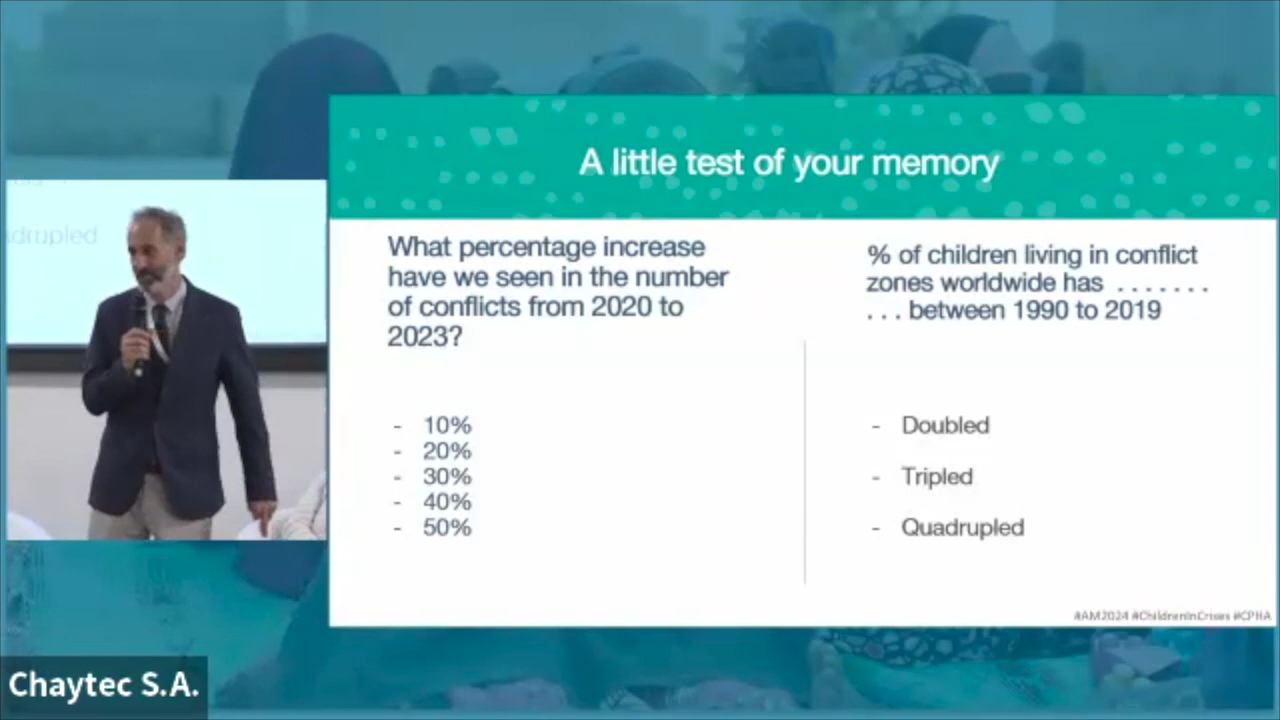 A little test of your memory
What percentage increase
have we seen in the number
of conflicts from 2020 to
2023?
- 10%
- 20%
- 30%
- 40%
- 50%
% of children living in conflict
zones worldwide has . . . . . . .
. . . between 1990 to 2019
- Doubled
- Tripled
- Quadrupled
#AM2024 #ChildrenInCrises #CPHA
drupled
Chaytec S.A.